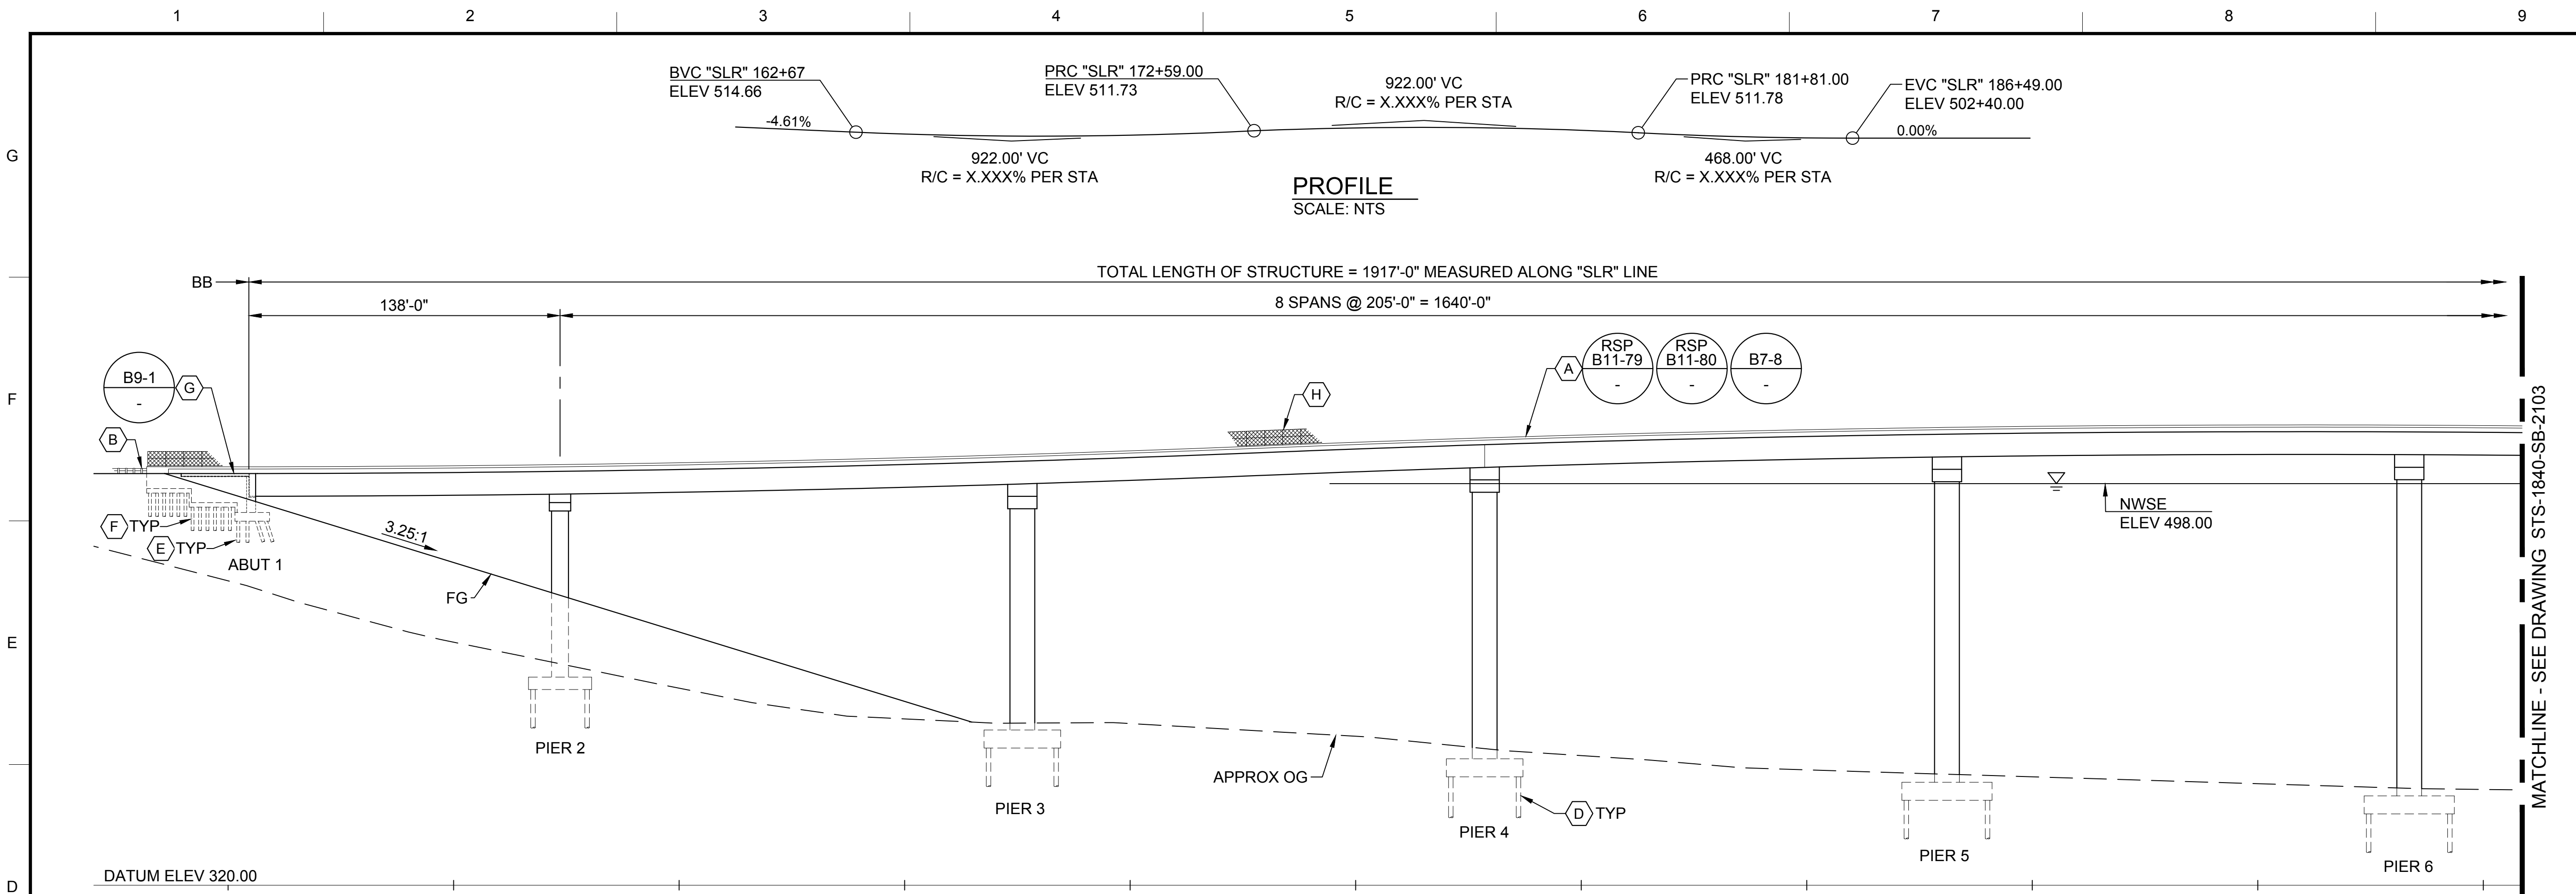 1 2 3 4 5 6 7 8 9
BVC "SLR" 162+67
ELEV 514.66
PRC "SLR" 172+59.00
ELEV 511.73
922.00' VC
R/C = X.XXX% PER STA
PRC "SLR" 181+81.00
ELEV 511.78
EVC "SLR" 186+49.00
ELEV 502+40.00
-4.61%
0.00%
G
922.00' VC
R/C = X.XXX% PER STA
468.00' VC
R/C = X.XXX% PER STA
PROFILE
SCALE: NTS
BB
TOTAL LENGTH OF STRUCTURE = 1917'-0" MEASURED ALONG "SLR" LINE
138'-0"
8 SPANS @ 205'-0" = 1640'-0"
B9-1
-
G
A
RSP
B11-79
-
RSP
B11-80
-
B7-8
-
H
F
B
NWSE
ELEV 498.00
F TYP
E TYP
3.25:1
ABUT 1
FG
E
PIER 2
APPROX OG
PIER 3
D TYP
PIER 4
PIER 5
PIER 6
MATCHLINE - SEE DRAWING STS-1840-SB-2103
DATUM ELEV 320.00
D